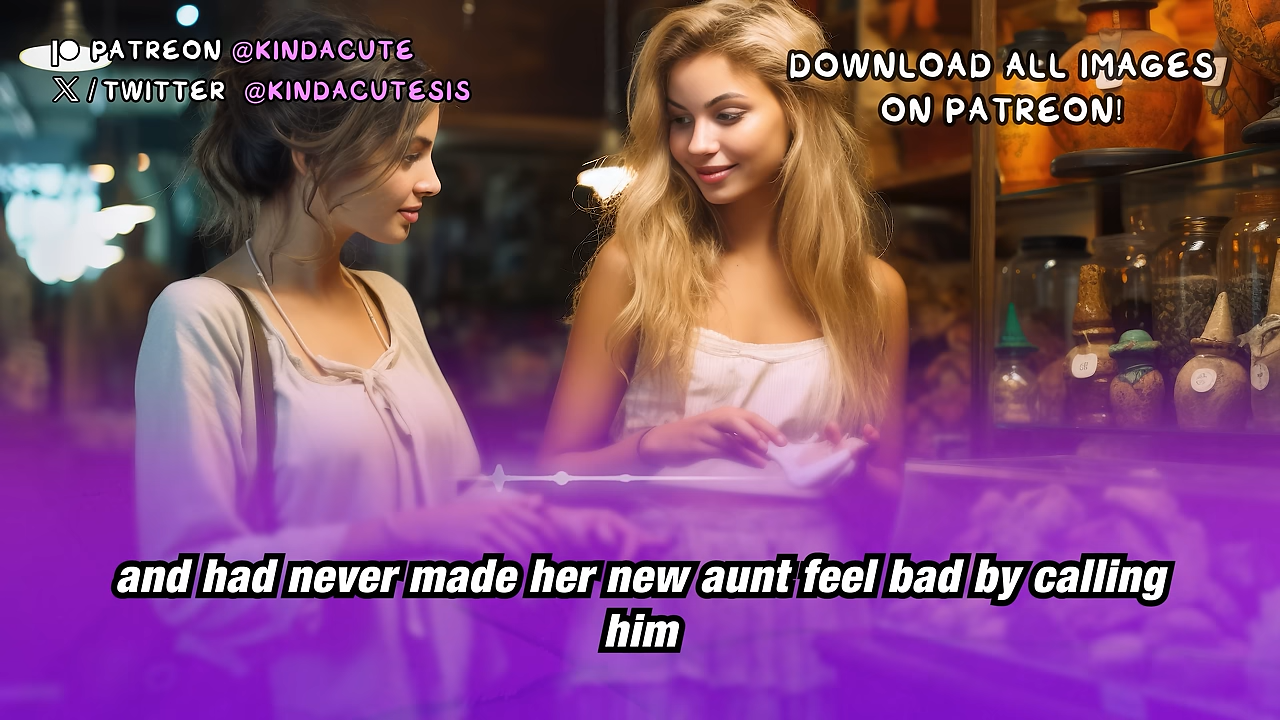 PATREON @KINDACUTE
X/TWITTER @KINDACUTESIS
DOWNLOAD ALL IMAGES
ON PATREON!
and had never made her new aunt feel bad by calling
him